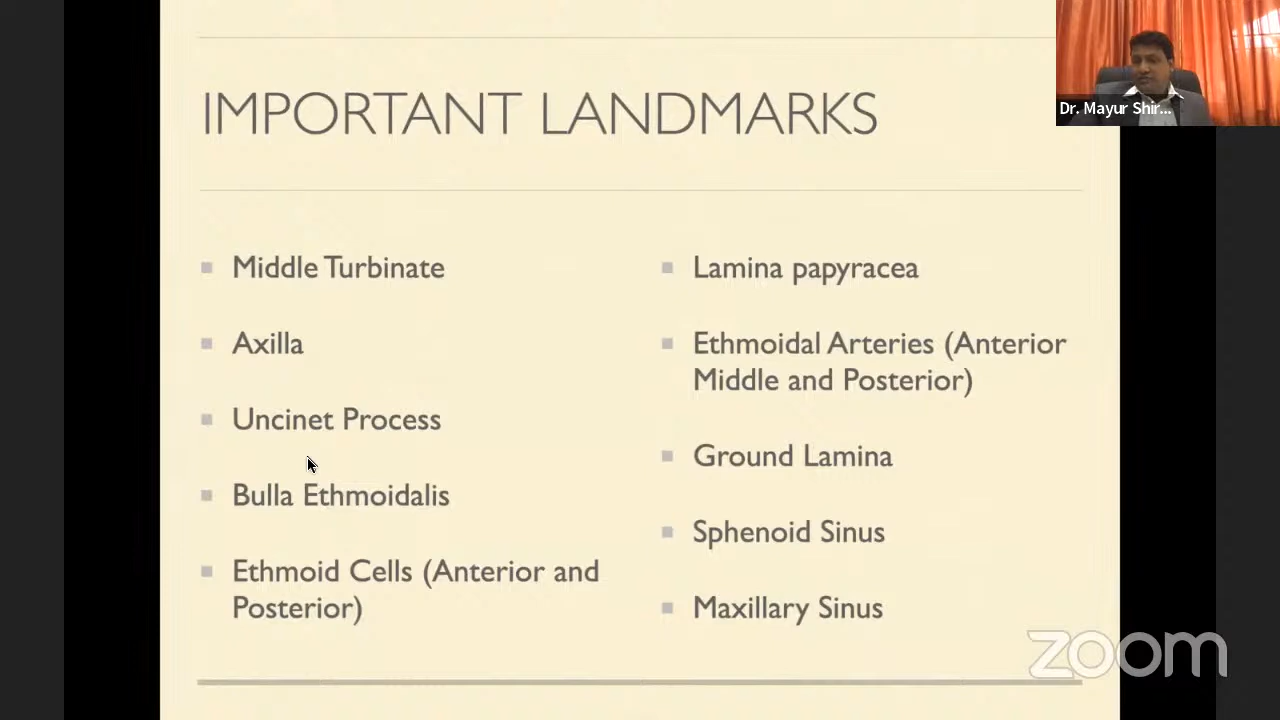 IMPORTANT LANDMARKS
Dr. Mayur Shir...
Middle Turbinate
Axilla
Uncinet Process
Bulla Ethmoidalis
Ethmoid Cells (Anterior and
Posterior)
Lamina papyracea
Ethmoidal Arteries (Anterior
Middle and Posterior)
Ground Lamina
Sphenoid Sinus
Maxillary Sinus
zoom